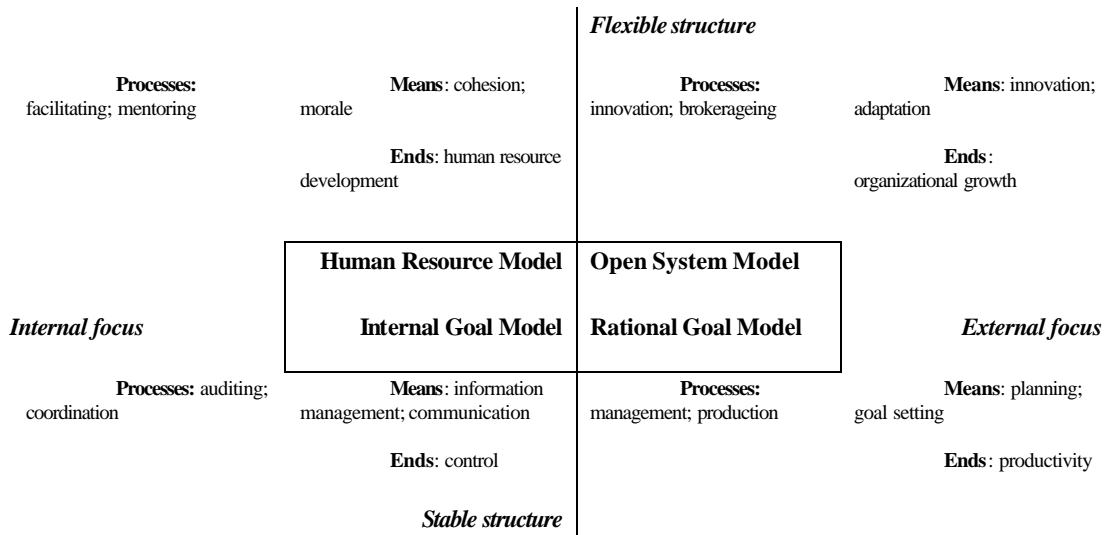 Flexible structure
Processes:
facilitating; mentoring
Means: cohesion;
morale
Ends: human resource
development
Processes:
innovation; brokerageing
Means: innovation;
adaptation
Ends:
organizational growth
Human Resource Model
Open System Model
Internal focus
Internal Goal Model
Rational Goal Model
External focus
Processes: auditing;
coordination
Means: information
management; communication
Ends: control
Processes:
management; production
Means: planning;
goal setting
Ends: productivity
Stable structure